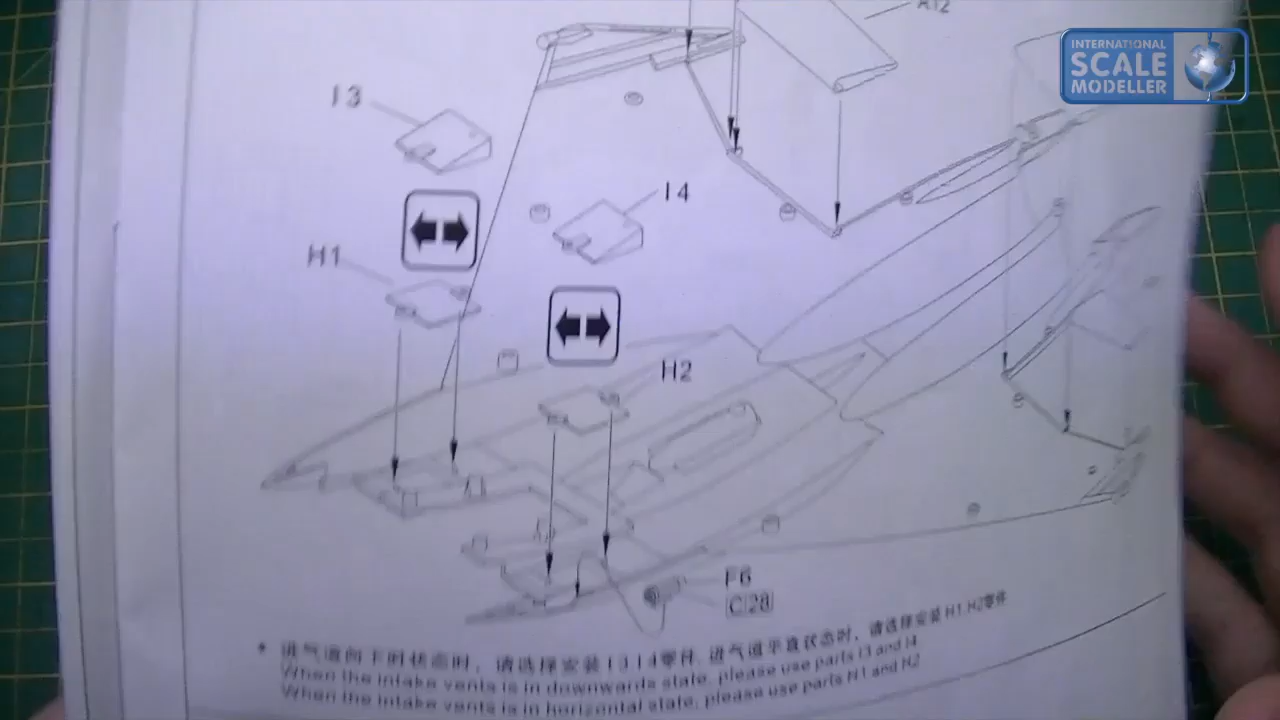 A12
INTERNATIONAL
SCALE
MODELLER
I3
I4
H1
H2
F6
C28
* 进气道向下时状态时，请选择安装I3 I4零件 进气道平直状态时，请选择安装H1.H2零件
When the intake vents is in downwards state, please use parts I3 and I4
When the intake vents is in horizontal state, please use parts H1 and H2